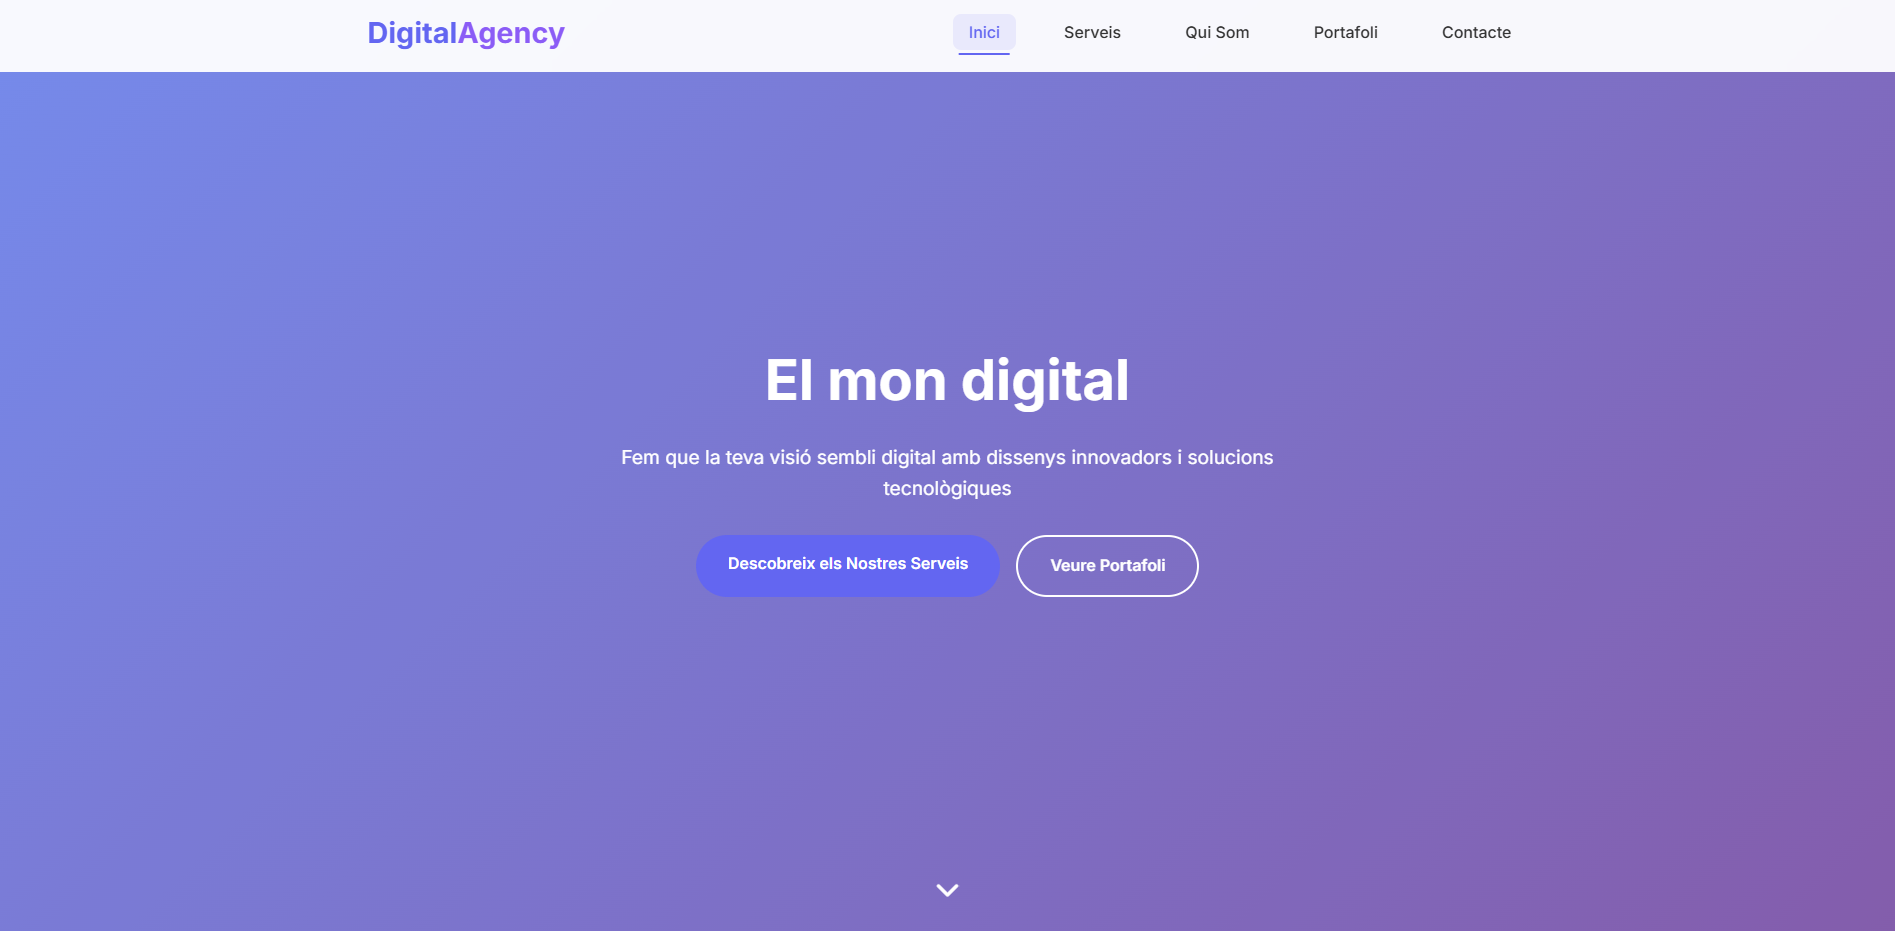 DigitalAgency
Inici
Serveis
Qui Som
Portafoli
Contacte
El mon digital
Fem que la teva visió sembli digital amb dissenys innovadors i solucions
tecnològiques
Descobreix els Nostres Serveis
Veure Portafoli